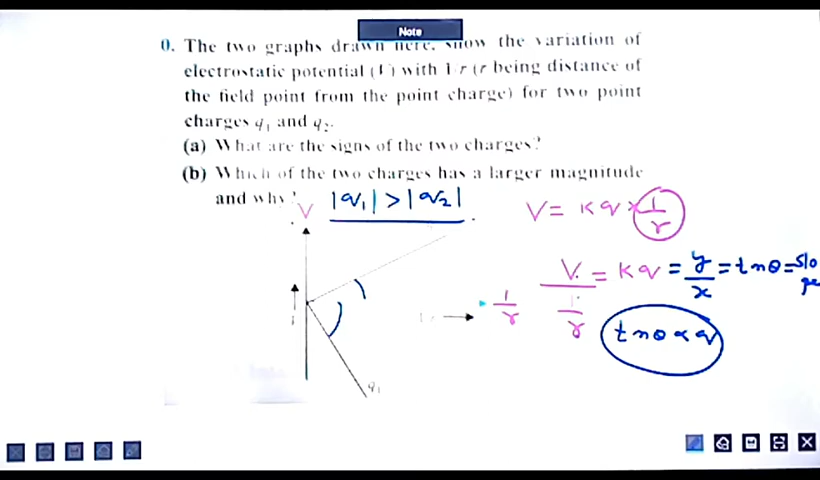 Note
0. The two graphs drawn here, show the variation of
electrostatic potential (V) with 1/r (r being distance of
the field point from the point charge) for two point
charges q₁ and q₂.
(a) What are the signs of the two charges?
(b) Which of the two charges has a larger magnitude
and why?
|q₁| > |q₂|
V
V = Kq × 1/r
V/(1/r) = Kq = y/x = tnθ = slope
1/r
tnθ ∝ q
q₁